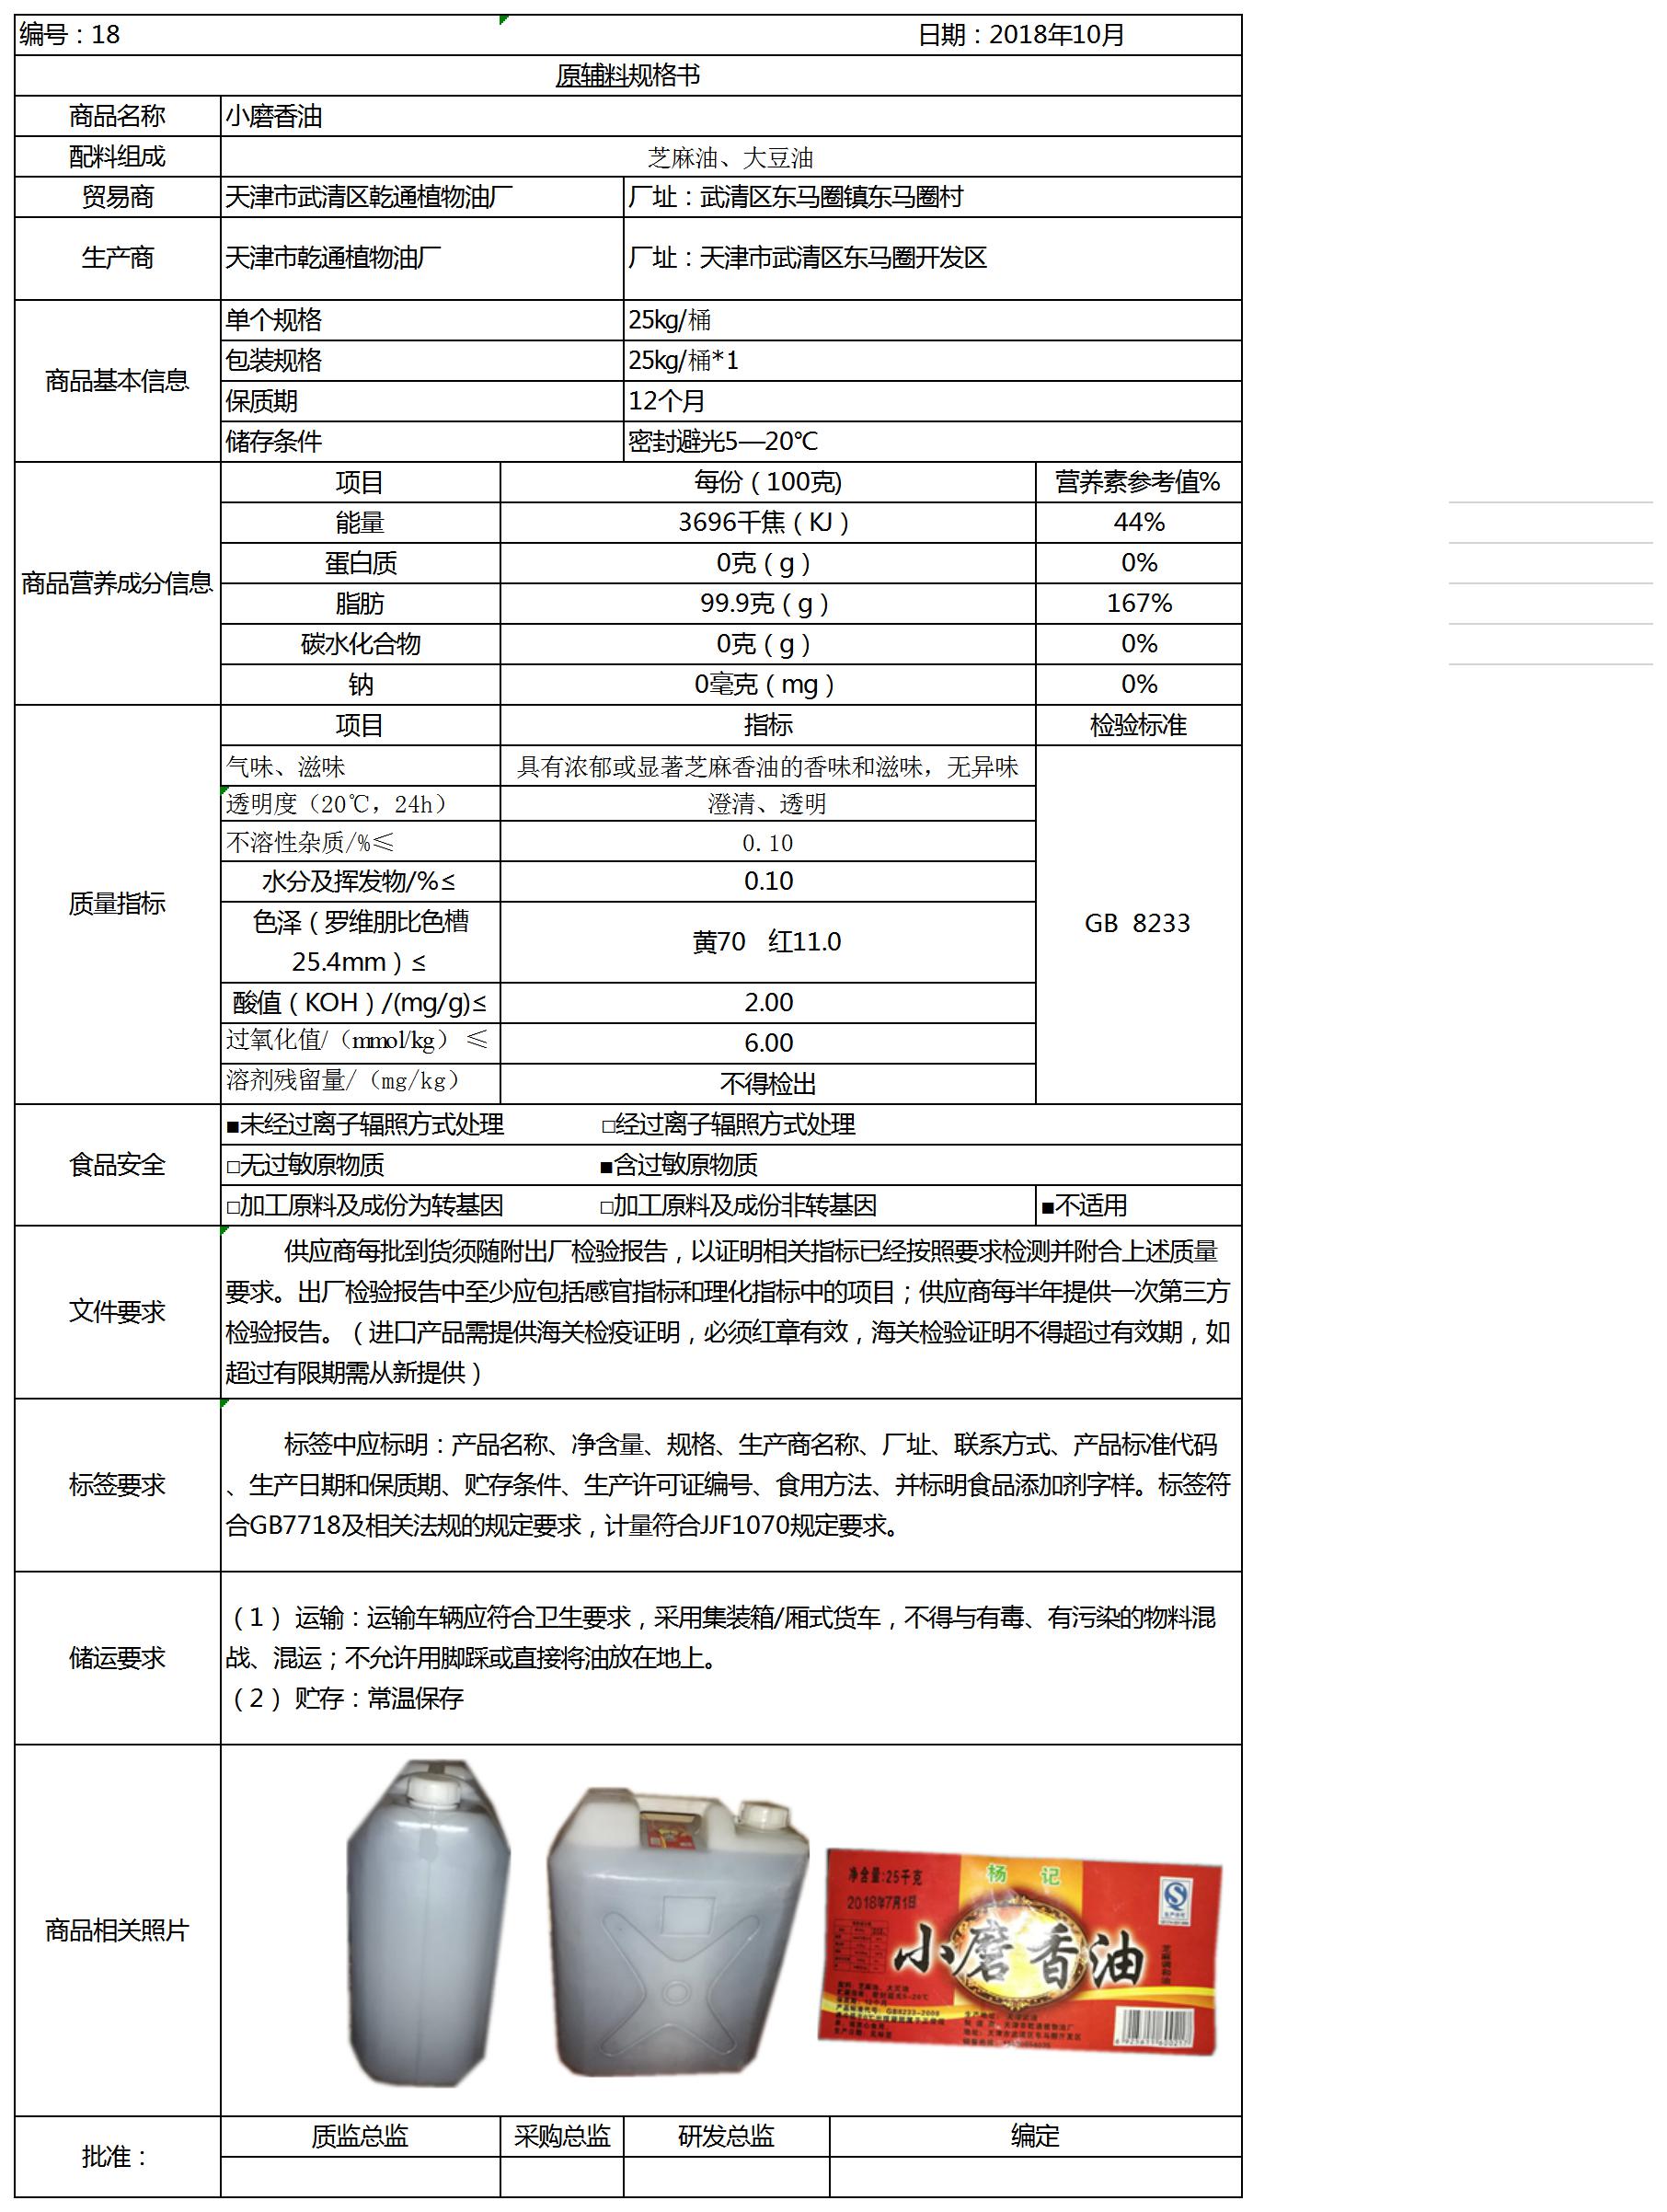 编号：18 日期：2018年10月
原辅料规格书
商品名称 小磨香油
配料组成 芝麻油、大豆油
贸易商 天津市武清区乾通植物油厂 厂址：武清区东马圈镇东马圈村
生产商 天津市乾通植物油厂 厂址：天津市武清区东马圈开发区
商品基本信息
单个规格 25kg/桶
包装规格 25kg/桶*1
保质期 12个月
储存条件 密封避光5—20℃
商品营养成分信息
项目 每份（100克) 营养素参考值%
能量 3696千焦（KJ） 44%
蛋白质 0克（g） 0%
脂肪 99.9克（g） 167%
碳水化合物 0克（g） 0%
钠 0毫克（mg） 0%
质量指标
项目 指标 检验标准
气味、滋味 具有浓郁或显著芝麻香油的香味和滋味，无异味
透明度（20℃，24h） 澄清、透明
不溶性杂质/%≤ 0.10
水分及挥发物/%≤ 0.10
色泽（罗维朋比色槽
25.4mm）≤ 黄70 红11.0
GB 8233
酸值（KOH）/(mg/g)≤ 2.00
过氧化值/（mmol/kg）≤ 6.00
溶剂残留量/（mg/kg） 不得检出
食品安全
■未经过离子辐照方式处理 □经过离子辐照方式处理
□无过敏原物质 ■含过敏原物质
□加工原料及成份为转基因 □加工原料及成份非转基因 ■不适用
文件要求
供应商每批到货须随附出厂检验报告，以证明相关指标已经按照要求检测并附合上述质量
要求。出厂检验报告中至少应包括感官指标和理化指标中的项目；供应商每半年提供一次第三方
检验报告。（进口产品需提供海关检疫证明，必须红章有效，海关检验证明不得超过有效期，如
超过有限期需从新提供）
标签要求
标签中应标明：产品名称、净含量、规格、生产商名称、厂址、联系方式、产品标准代码
、生产日期和保质期、贮存条件、生产许可证编号、食用方法、并标明食品添加剂字样。标签符
合GB7718及相关法规的规定要求，计量符合JJF1070规定要求。
储运要求
（1） 运输：运输车辆应符合卫生要求，采用集装箱/厢式货车，不得与有毒、有污染的物料混
战、混运；不允许用脚踩或直接将油放在地上。
（2） 贮存：常温保存
商品相关照片
净含量:25千克
2018年7月1日
杨记
小磨香油
芝麻调和油
批准： 质监总监 采购总监 研发总监 编定